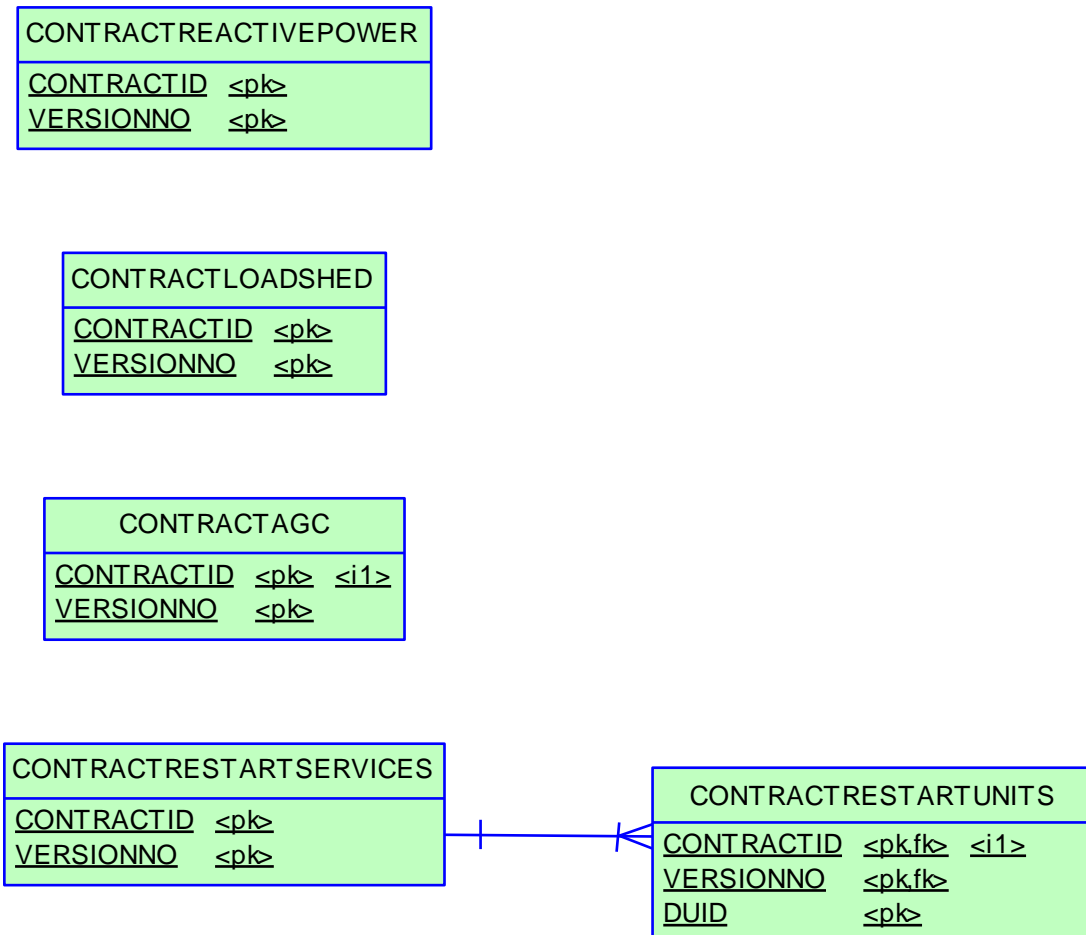 CONTRACTREACTIVEPOWER
CONTRACTID <pk>
VERSIONNO <pk>
CONTRACTLOADSHED
CONTRACTID <pk>
VERSIONNO <pk>
CONTRACTAGC
CONTRACTID <pk> <i1>
VERSIONNO <pk>
CONTRACTRESTARTSERVICES
CONTRACTID <pk>
VERSIONNO <pk>
CONTRACTRESTARTUNITS
CONTRACTID <pk,fk> <i1>
VERSIONNO <pk,fk>
DUID <pk>